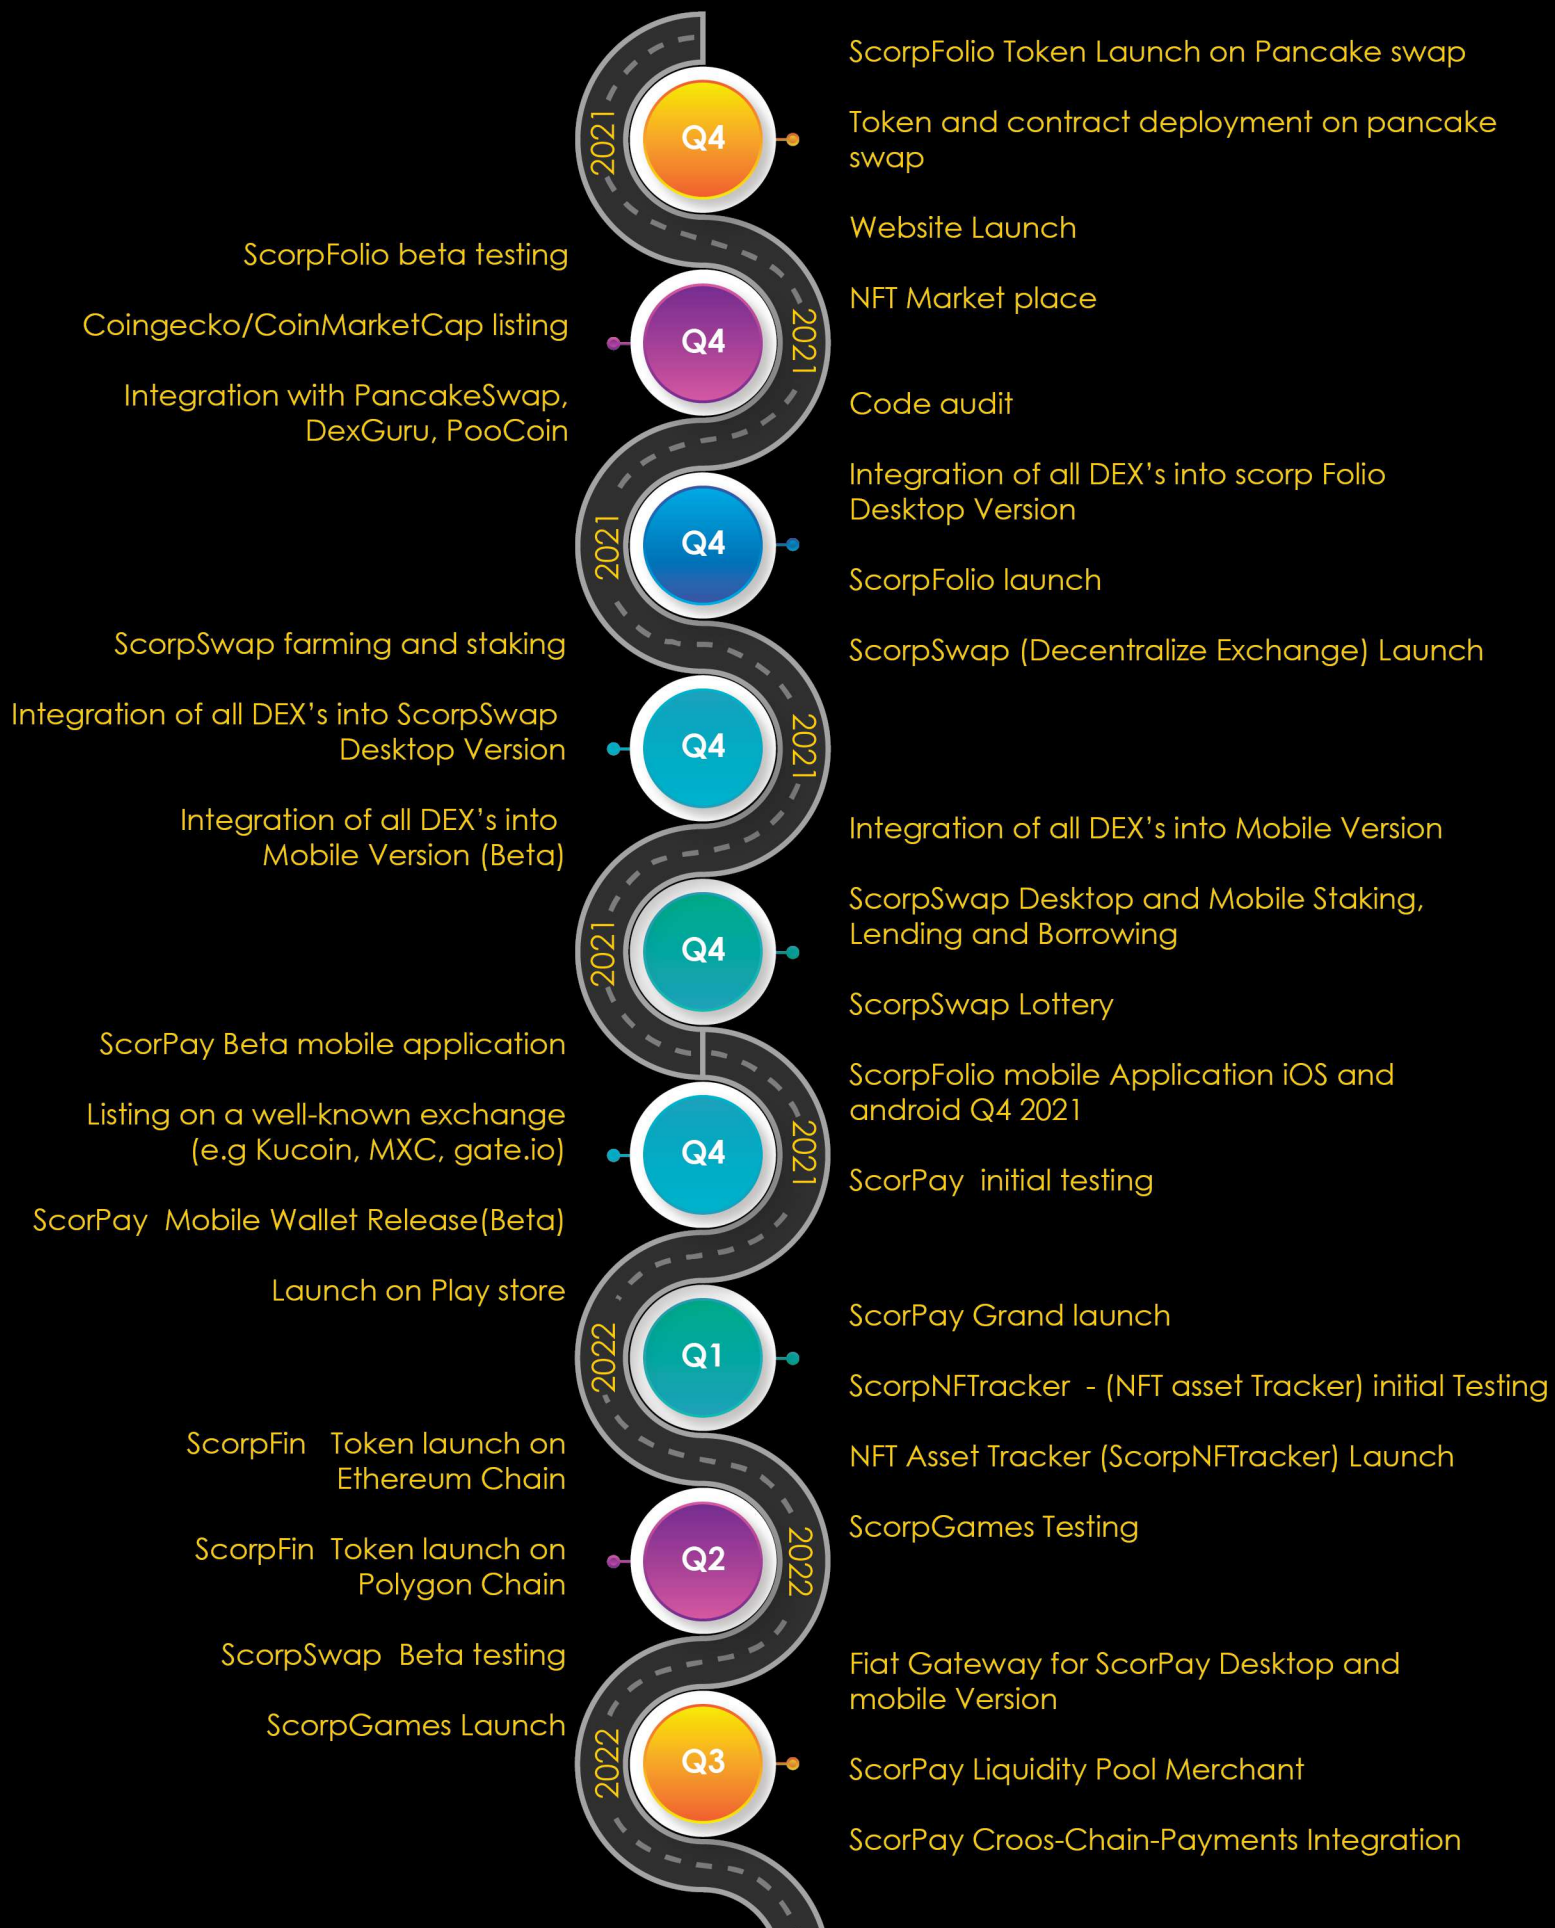 2021
Q4
ScorpFolio Token Launch on Pancake swap
Token and contract deployment on pancake
swap
Website Launch
NFT Market place
ScorpFolio beta testing
Coingecko/CoinMarketCap listing
Integration with PancakeSwap,
DexGuru, PooCoin
Q4
2021
2021
Q4
Code audit
Integration of all DEX's into scorp Folio
Desktop Version
ScorpFolio launch
ScorpSwap (Decentralize Exchange) Launch
ScorpSwap farming and staking
Integration of all DEX's into ScorpSwap
Desktop Version
Integration of all DEX's into
Mobile Version (Beta)
Q4
2021
2021
Q4
Integration of all DEX's into Mobile Version
ScorpSwap Desktop and Mobile Staking,
Lending and Borrowing
ScorpSwap Lottery
ScorpFolio mobile Application iOS and
android Q4 2021
ScorPay initial testing
ScorPay Beta mobile application
Listing on a well-known exchange
(e.g Kucoin, MXC, gate.io)
ScorPay Mobile Wallet Release(Beta)
Launch on Play store
Q4
2021
2022
Q1
ScorPay Grand launch
ScorpNFTracker - (NFT asset Tracker) initial Testing
NFT Asset Tracker (ScorpNFTracker) Launch
ScorpGames Testing
ScorpFin Token launch on
Ethereum Chain
ScorpFin Token launch on
Polygon Chain
ScorpSwap Beta testing
ScorpGames Launch
Q2
2022
2022
Q3
Fiat Gateway for ScorPay Desktop and
mobile Version
ScorPay Liquidity Pool Merchant
ScorPay Croos-Chain-Payments Integration